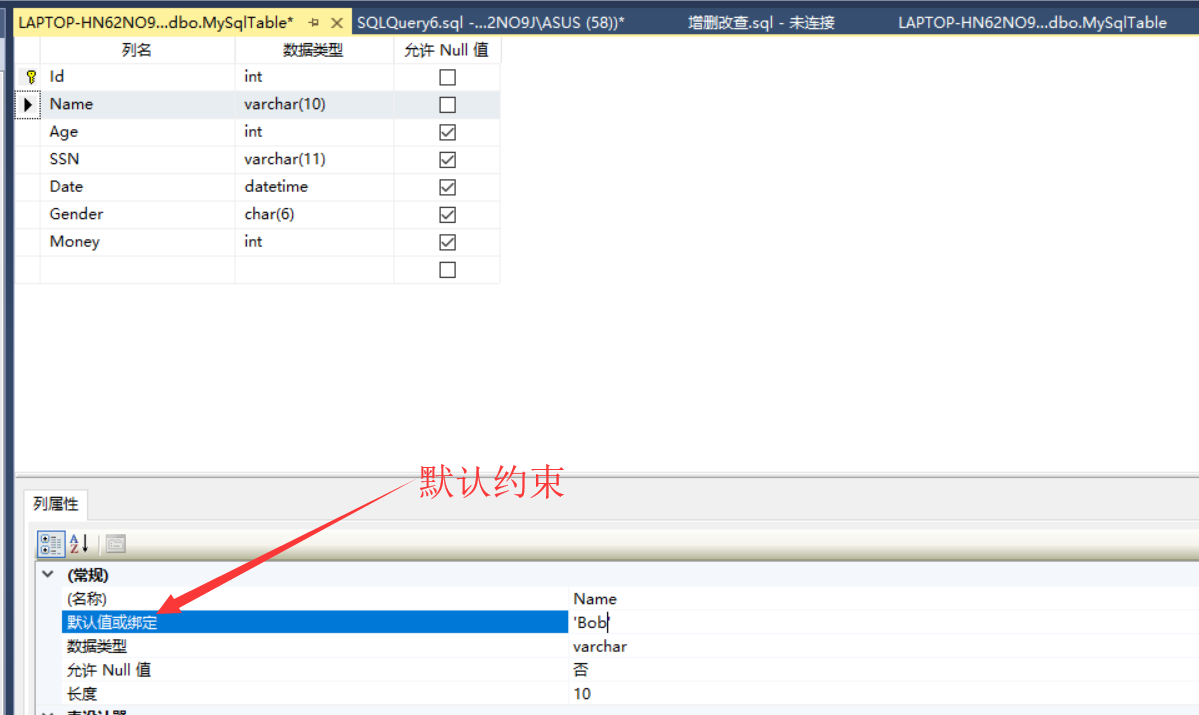 LAPTOP-HN62NO9...dbo.MySqlTable* SQLQuery6.sql -...2NO9J\ASUS (58))* 增删改查.sql - 未连接 LAPTOP-HN62NO9...dbo.MySqlTable
列名 数据类型 允许 Null 值
Id int
Name varchar(10)
Age int
SSN varchar(11)
Date datetime
Gender char(6)
Money int
默认约束
列属性
(常规)
(名称) Name
默认值或绑定 'Bob'
数据类型 varchar
允许 Null 值 否
长度 10
表设计器